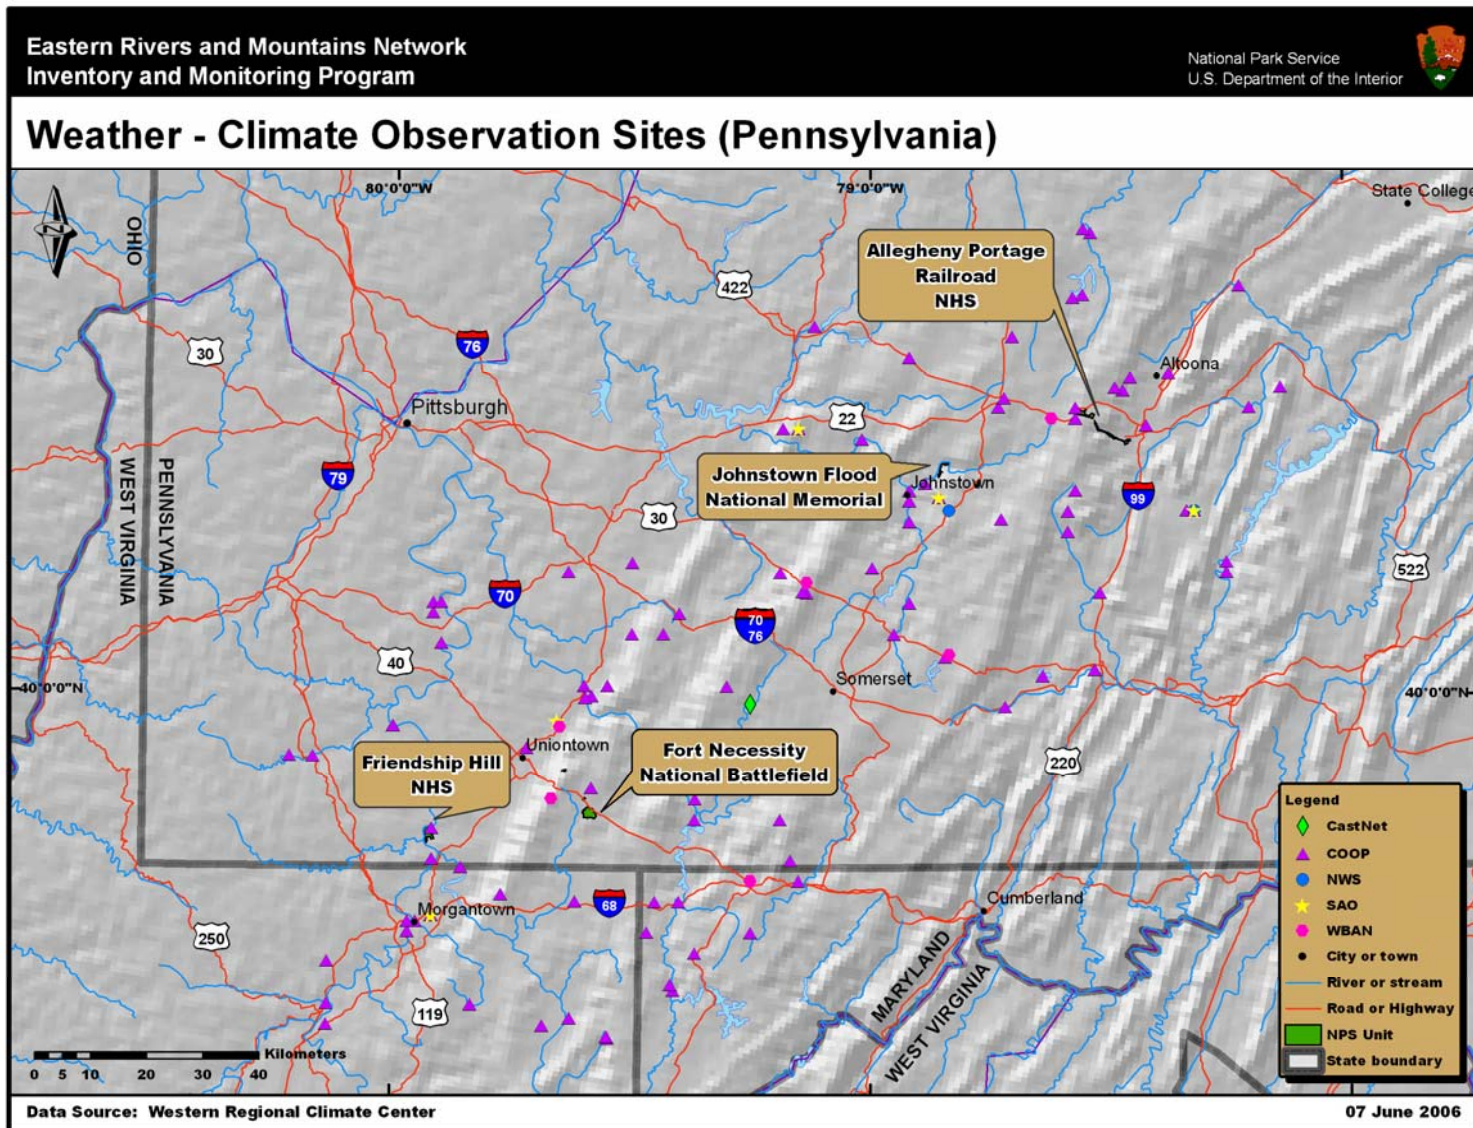 Eastern Rivers and Mountains Network
Inventory and Monitoring Program
National Park Service
U.S. Department of the Interior
Weather - Climate Observation Sites (Pennsylvania)
80°0'0"W
79°0'0"W
State College
N
OHIO
Allegheny Portage
Railroad
NHS
422
30
76
Altoona
Pittsburgh
22
79
WEST VIRGINIA
PENNSLYVANIA
Johnstown Flood
National Memorial
Johnstown
99
30
522
70
70
76
40
40°0'0"N
Somerset
40°0'0"N
Uniontown
Friendship Hill
NHS
Fort Necessity
National Battlefield
220
Legend
CastNet
COOP
NWS
SAO
WBAN
City or town
River or stream
Road or Highway
NPS Unit
State boundary
68
Morgantown
Cumberland
250
MARYLAND
WEST VIRGINIA
119
Kilometers
0 5 10 20 30 40
Data Source: Western Regional Climate Center
07 June 2006